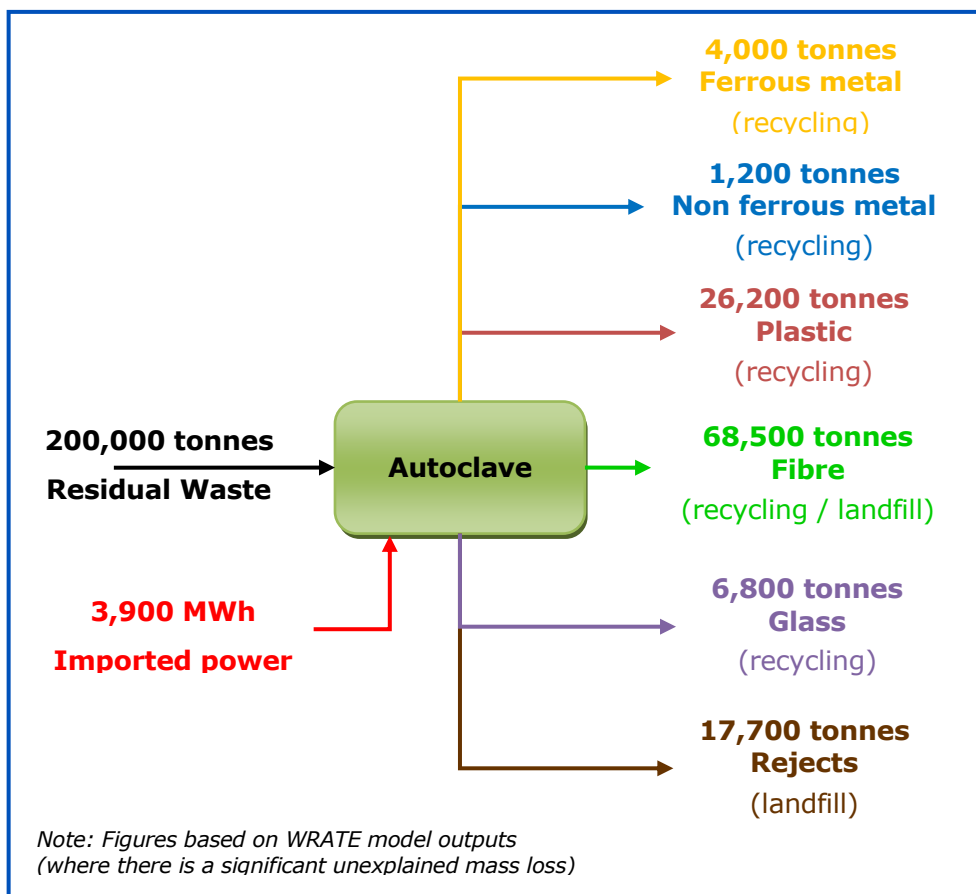 4,000 tonnes
Ferrous metal
(recycling)
1,200 tonnes
Non ferrous metal
(recycling)
26,200 tonnes
Plastic
(recycling)
200,000 tonnes
Residual Waste
Autoclave
68,500 tonnes
Fibre
(recycling / landfill)
3,900 MWh
Imported power
6,800 tonnes
Glass
(recycling)
17,700 tonnes
Rejects
(landfill)
Note: Figures based on WRATE model outputs
(where there is a significant unexplained mass loss)